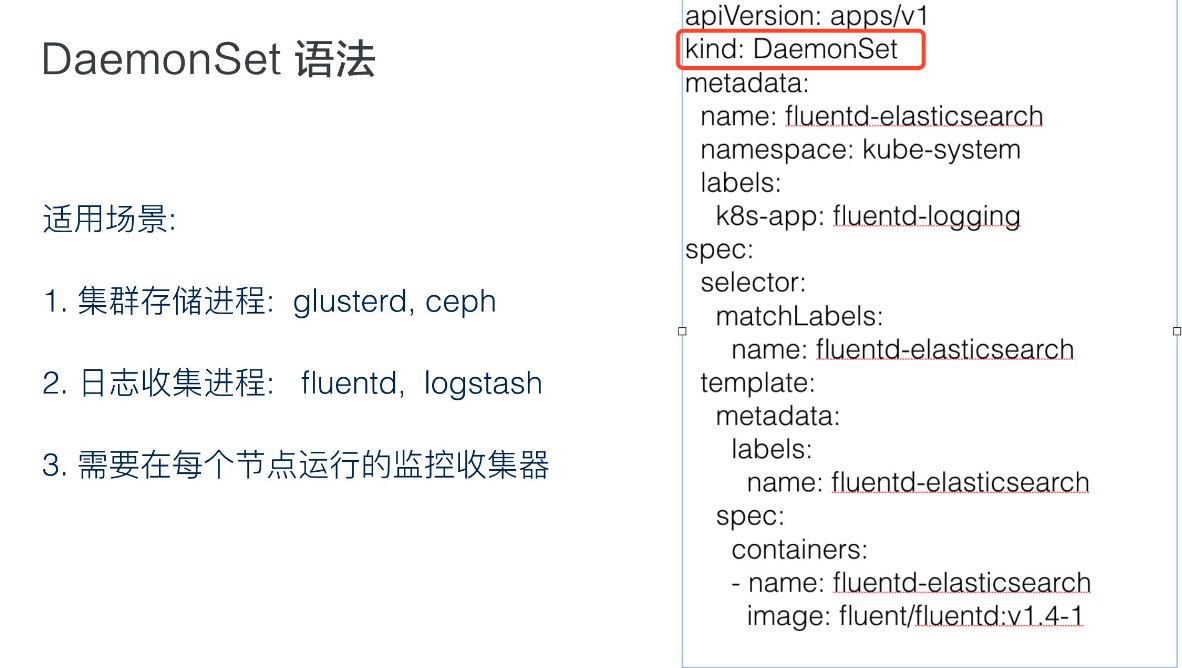 DaemonSet 语法
适用场景:
1. 集群存储进程: glusterd, ceph
2. 日志收集进程: fluentd, logstash
3. 需要在每个节点运行的监控收集器
apiVersion: apps/v1
kind: DaemonSet
metadata:
  name: fluentd-elasticsearch
  namespace: kube-system
  labels:
    k8s-app: fluentd-logging
spec:
  selector:
    matchLabels:
      name: fluentd-elasticsearch
  template:
    metadata:
      labels:
        name: fluentd-elasticsearch
    spec:
      containers:
      - name: fluentd-elasticsearch
        image: fluent/fluentd:v1.4-1